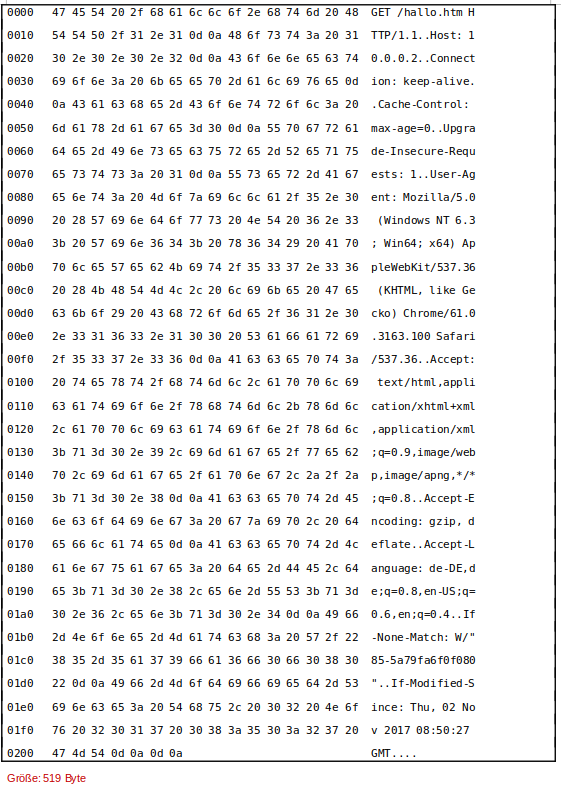 0000 47 45 54 20 2f 68 61 6c 6c 6f 2e 68 74 6d 20 48 GET /hallo.htm H
0010 54 54 50 2f 31 2e 31 0d 0a 48 6f 73 74 3a 20 31 TTP/1.1..Host: 1
0020 30 2e 30 2e 30 2e 32 0d 0a 43 6f 6e 6e 65 63 74 0.0.0.2..Connect
0030 69 6f 6e 3a 20 6b 65 65 70 2d 61 6c 69 76 65 0d ion: keep-alive.
0040 0a 43 61 63 68 65 2d 43 6f 6e 74 72 6f 6c 3a 20 .Cache-Control:
0050 6d 61 78 2d 61 67 65 3d 30 0d 0a 55 70 67 72 61 max-age=0..Upgra
0060 64 65 2d 49 6e 73 65 63 75 72 65 2d 52 65 71 75 de-Insecure-Requ
0070 65 73 74 73 3a 20 31 0d 0a 55 73 65 72 2d 41 67 ests: 1..User-Ag
0080 65 6e 74 3a 20 4d 6f 7a 69 6c 6c 61 2f 35 2e 30 ent: Mozilla/5.0
0090 20 28 57 69 6e 64 6f 77 73 20 4e 54 20 36 2e 33 (Windows NT 6.3
00a0 3b 20 57 69 6e 36 34 3b 20 78 36 34 29 20 41 70 ; Win64; x64) Ap
00b0 70 6c 65 57 65 62 4b 69 74 2f 35 33 37 2e 33 36 pleWebKit/537.36
00c0 20 28 4b 48 54 4d 4c 2c 20 6c 69 6b 65 20 47 65 (KHTML, like Ge
00d0 63 6b 6f 29 20 43 68 72 6f 6d 65 2f 36 31 2e 30 cko) Chrome/61.0
00e0 2e 33 31 36 33 2e 31 30 30 20 53 61 66 61 72 69 .3163.100 Safari
00f0 2f 35 33 37 2e 33 36 0d 0a 41 63 63 65 70 74 3a /537.36..Accept:
0100 20 74 65 78 74 2f 68 74 6d 6c 2c 61 70 70 6c 69 text/html,appli
0110 63 61 74 69 6f 6e 2f 78 68 74 6d 6c 2b 78 6d 6c cation/xhtml+xml
0120 2c 61 70 70 6c 69 63 61 74 69 6f 6e 2f 78 6d 6c ,application/xml
0130 3b 71 3d 30 2e 39 2c 69 6d 61 67 65 2f 77 65 62 ;q=0.9,image/web
0140 70 2c 69 6d 61 67 65 2f 61 70 6e 67 2c 2a 2f 2a p,image/apng,*/*
0150 3b 71 3d 30 2e 38 0d 0a 41 63 63 65 70 74 2d 45 ;q=0.8..Accept-E
0160 6e 63 6f 64 69 6e 67 3a 20 67 7a 69 70 2c 20 64 ncoding: gzip, d
0170 65 66 6c 61 74 65 0d 0a 41 63 63 65 70 74 2d 4c eflate..Accept-L
0180 61 6e 67 75 61 67 65 3a 20 64 65 2d 44 45 2c 64 anguage: de-DE,d
0190 65 3b 71 3d 30 2e 38 2c 65 6e 2d 55 53 3b 71 3d e;q=0.8,en-US;q=
01a0 30 2e 36 2c 65 6e 3b 71 3d 30 2e 34 0d 0a 49 66 0.6,en;q=0.4..If
01b0 2d 4e 6f 6e 65 2d 4d 61 74 63 68 3a 20 57 2f 22 -None-Match: W/"
01c0 38 35 2d 35 61 37 39 66 61 36 66 30 66 30 38 30 85-5a79fa6f0f080
01d0 22 0d 0a 49 66 2d 4d 6f 64 69 66 69 65 64 2d 53 "..If-Modified-S
01e0 69 6e 63 65 3a 20 54 68 75 2c 20 30 32 20 4e 6f ince: Thu, 02 No
01f0 76 20 32 30 31 37 20 30 38 3a 35 30 3a 32 37 20 v 2017 08:50:27
0200 47 4d 54 0d 0a 0d 0a GMT....
Größe: 519 Byte